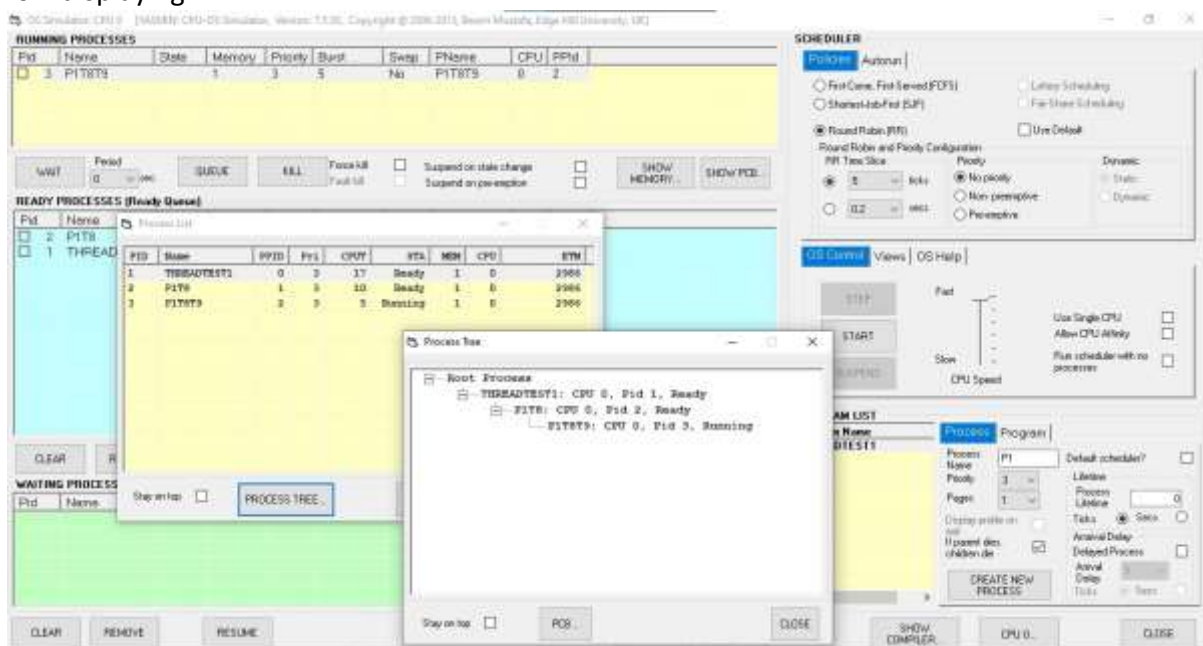 OS Simulator CPU 0 [YASMIN: CPU-OS Simulator, Version 7.5.50, Copyright @ 2006-2013, Besim Mustafa, Edge Hill University, UK]
RUNNING PROCESSES
Pid Name State Memory Priority Burst Swap PName CPU PPId
3 P1T8T9 1 3 5 No P1T8T9 0 2
WAIT Period 0 sec QUEUE KILL Force kill Fault kill Suspend on state change Suspend on pre-emption SHOW MEMORY... SHOW PCB...
READY PROCESSES (Ready Queue)
Pid Name
2 P1T8
1 THREAD
Process List
PID Name PPID Pri CPUT STA MEM CPU RTM
1 THREADTEST1 0 3 17 Ready 1 0 2986
2 P1T8 1 3 10 Ready 1 0 2986
3 P1T8T9 2 3 5 Running 1 0 2986
Stay on top PROCESS TREE...
Process Tree
Root Process
THREADTEST1: CPU 0, Pid 1, Ready
P1T8: CPU 0, Pid 2, Ready
P1T8T9: CPU 0, Pid 3, Running
Stay on top PCB... CLOSE
CLEAR R
WAITING PROCESS
Pid Name
CLEAR REMOVE RESUME
SCHEDULER
Policies Autorun
First-Come, First-Served (FCFS) Lottery Scheduling
Shortest-Job-First (SJF) Fair-Share Scheduling
Round Robin (RR) Use Default
Round Robin and Priority Configuration
RR Time Slice Priority Dynamic
5 ticks No priority Static
0.2 secs Non-preemptive Dynamic
Pre-emptive
OS Control Views OS Help
STEP
START
SUSPEND
Fast
Slow
CPU Speed
Use Single CPU
Allow CPU Affinity
Run scheduler with no processes
AM LIST
n Name
DTEST1
Process Program
Process Name P1 Default scheduler?
Priority 3 Lifetime
Pages 1 Process Lifetime 0
Ticks Secs
If parent dies children die
Arrival Delay
Delayed Process
Arrival Delay
Ticks Secs
CREATE NEW PROCESS
SHOW COMPILER... CPU 0... CLOSE